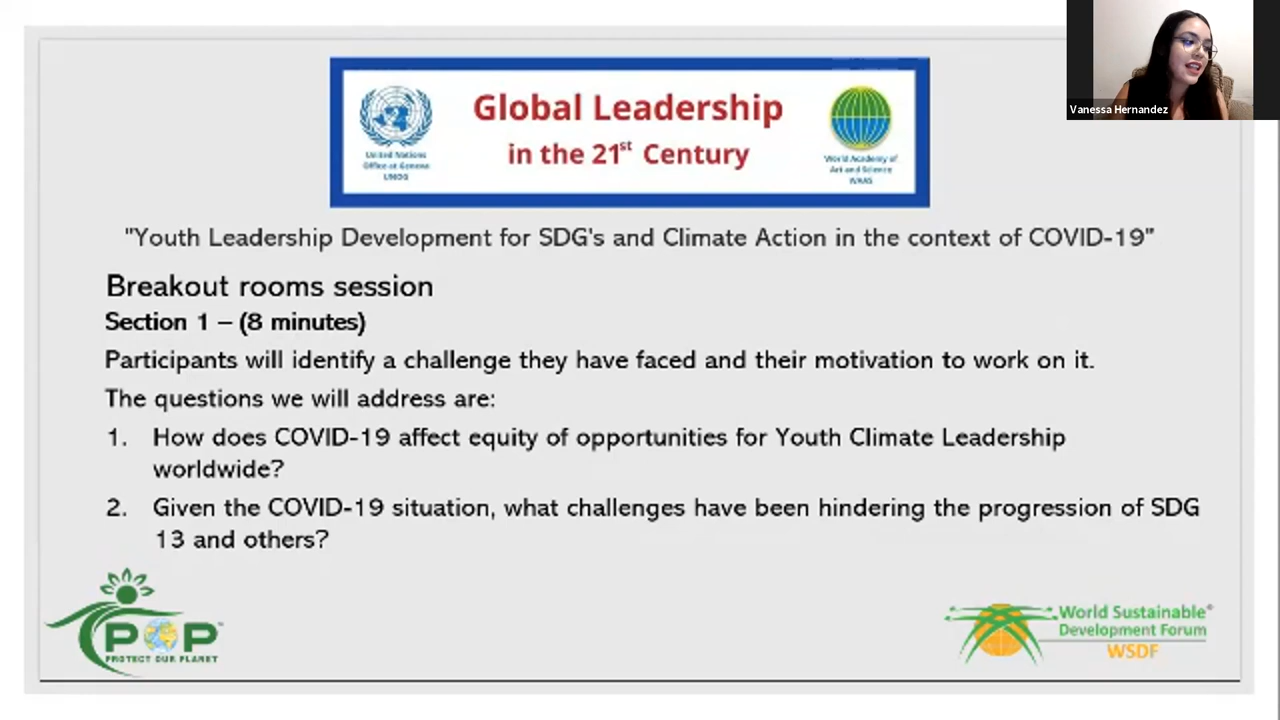 Vanessa Hernandez
Global Leadership
in the 21st Century
United Nations
Office at Geneva
UNOG
World Academy of
Art and Science
WAAS
"Youth Leadership Development for SDG's and Climate Action in the context of COVID-19"
Breakout rooms session
Section 1 – (8 minutes)
Participants will identify a challenge they have faced and their motivation to work on it.
The questions we will address are:
1. How does COVID-19 affect equity of opportunities for Youth Climate Leadership
worldwide?
2. Given the COVID-19 situation, what challenges have been hindering the progression of SDG
13 and others?
POP™
PROTECT OUR PLANET
World Sustainable®
Development Forum
WSDF